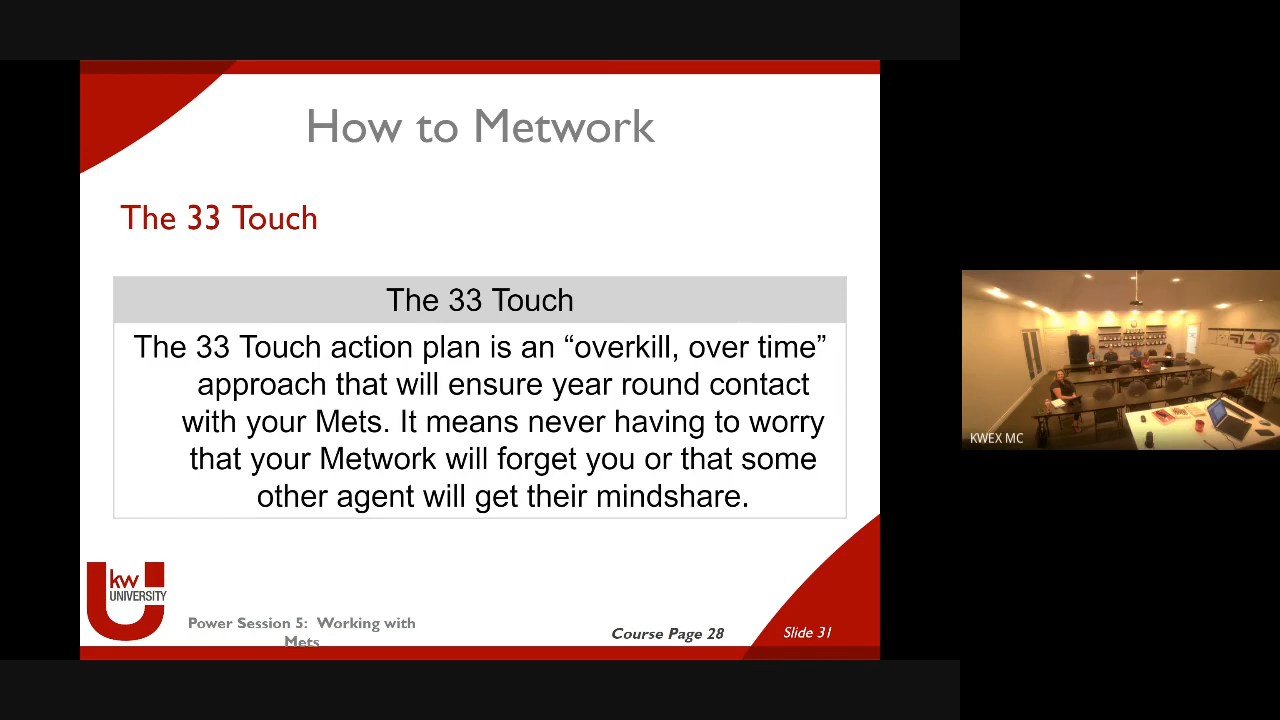 How to Metwork
The 33 Touch
The 33 Touch
The 33 Touch action plan is an “overkill, over time”
approach that will ensure year round contact
with your Mets. It means never having to worry
that your Metwork will forget you or that some
other agent will get their mindshare.
kw
UNIVERSITY
Power Session 5: Working with
Mets
Course Page 28
Slide 31
KWEX MC